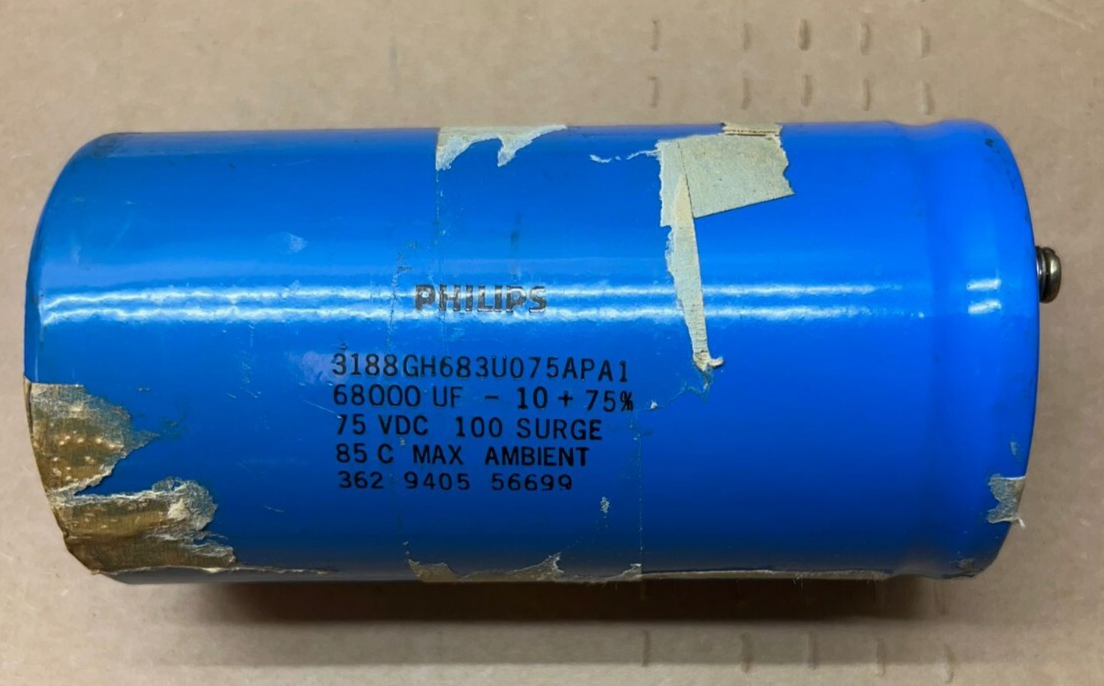 PHILIPS
3188GH683U075APA1
68000 UF - 10 + 75%
75 VDC 100 SURGE
85 C MAX AMBIENT
362 9405 56699